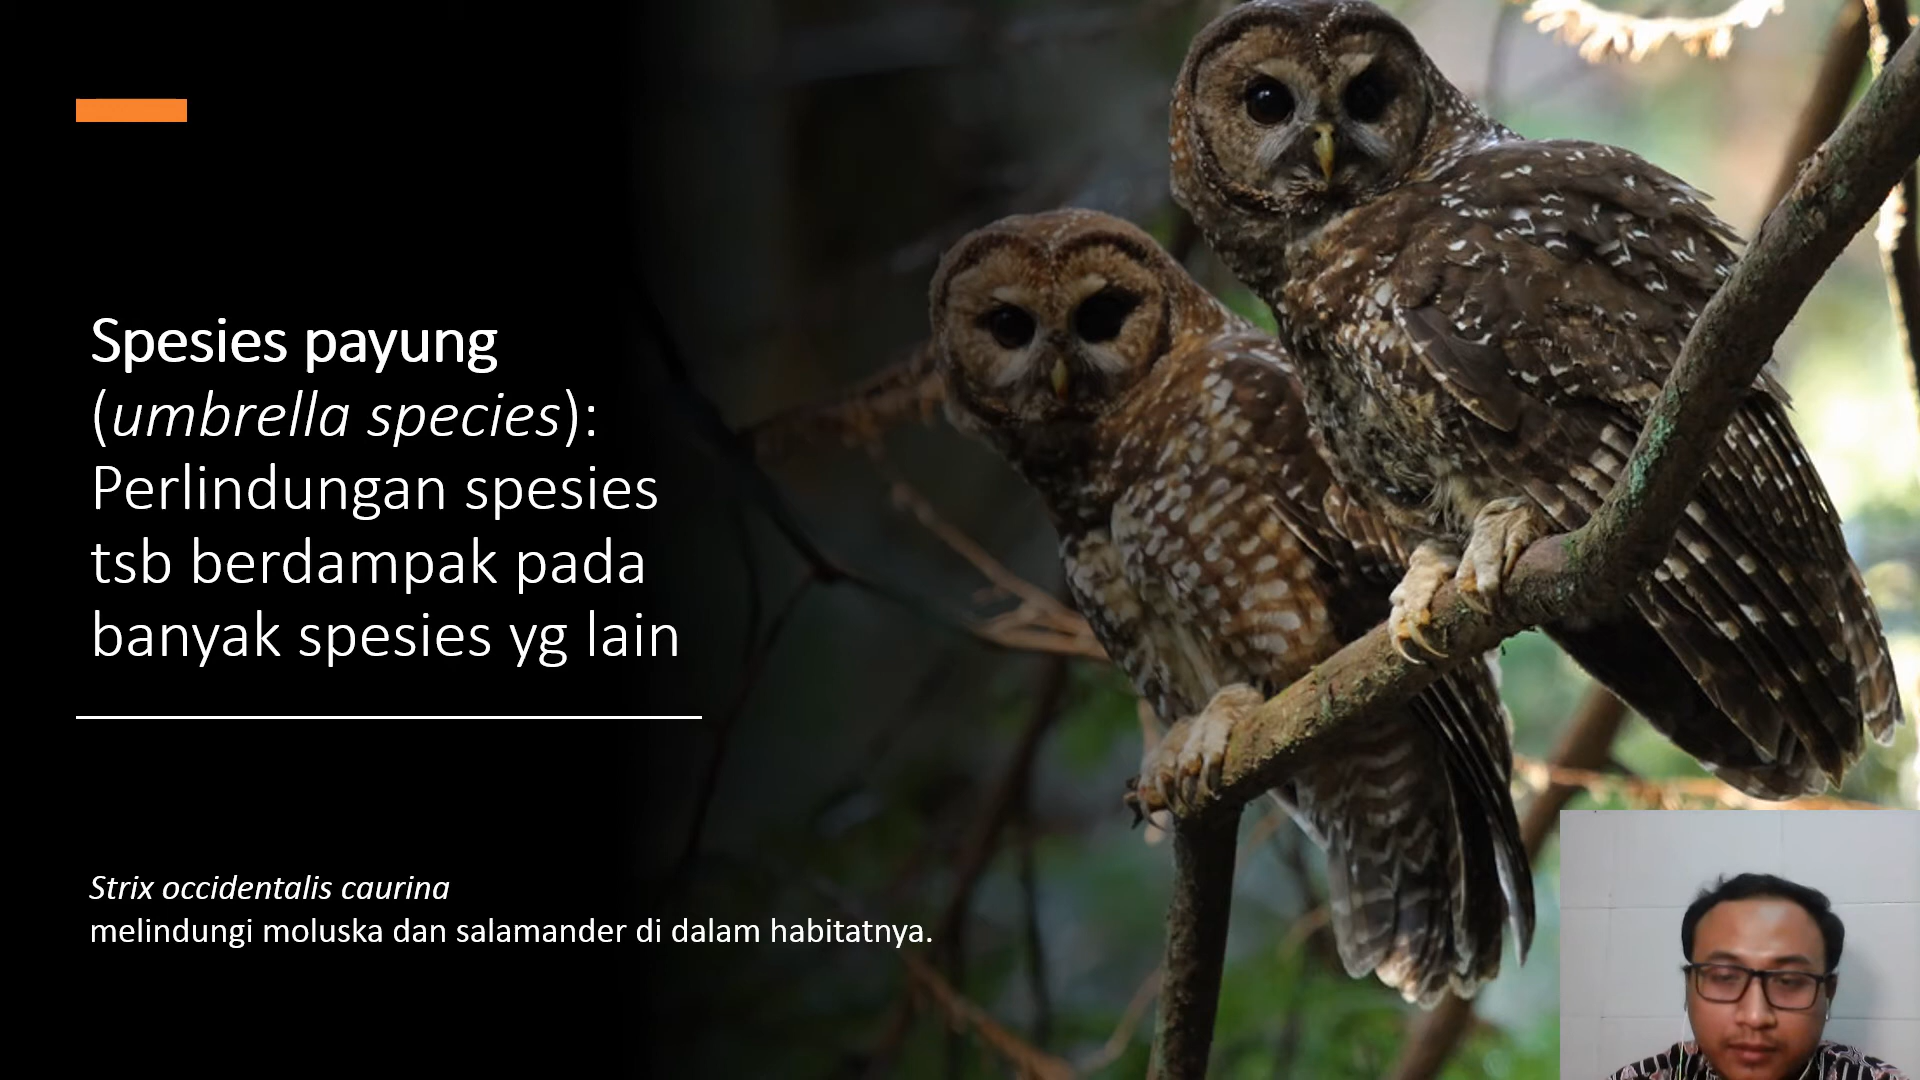 Spesies payung
(umbrella species):
Perlindungan spesies
tsb berdampak pada
banyak spesies yg lain
Strix occidentalis caurina
melindungi moluska dan salamander di dalam habitatnya.